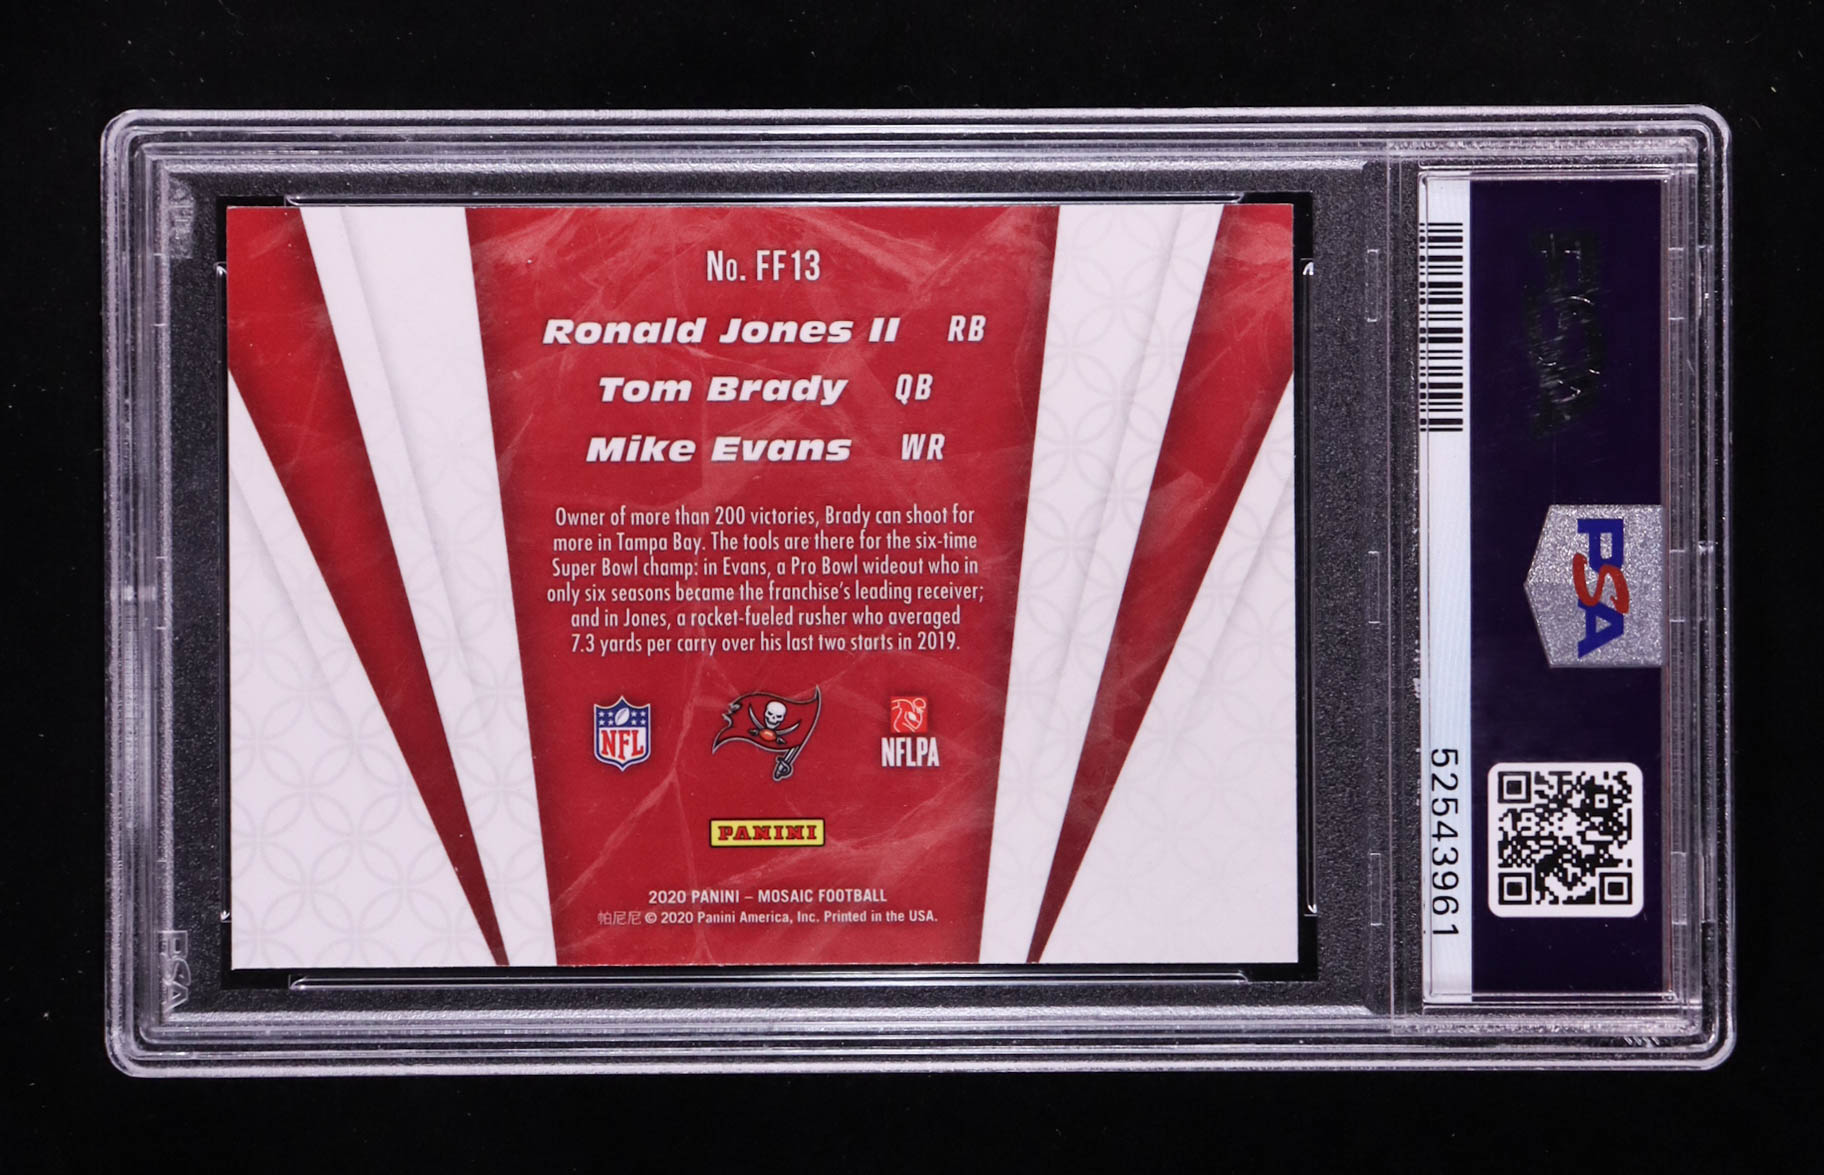 No. FF13
Ronald Jones II RB
Tom Brady QB
Mike Evans WR
Owner of more than 200 victories, Brady can shoot for
more in Tampa Bay. The tools are there for the six-time
Super Bowl champ: in Evans, a Pro Bowl wideout who in
only six seasons became the franchise's leading receiver;
and in Jones, a rocket-fueled rusher who averaged
7.3 yards per carry over his last two starts in 2019.
NFL
NFLPA
PANINI
2020 PANINI – MOSAIC FOOTBALL
帕尼尼 © 2020 Panini America, Inc. Printed in the USA.
PSA
52543961
PSA
PSA